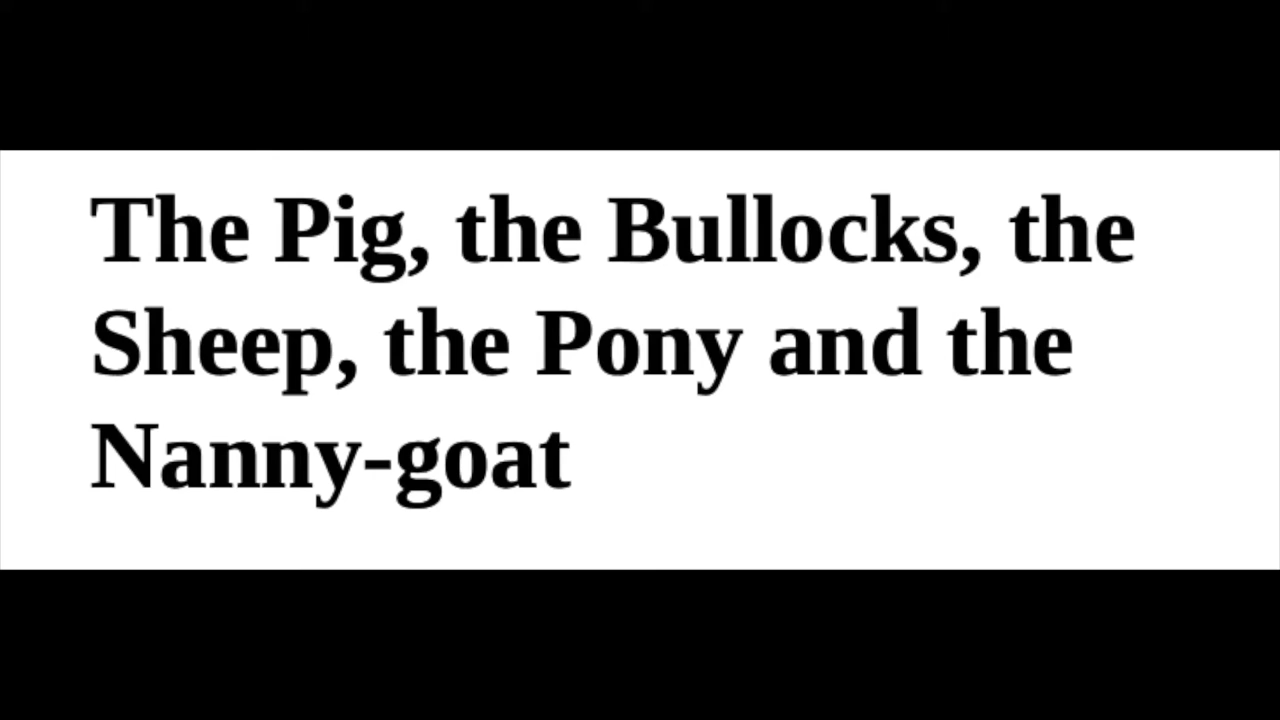 The Pig, the Bullocks, the
Sheep, the Pony and the
Nanny-goat